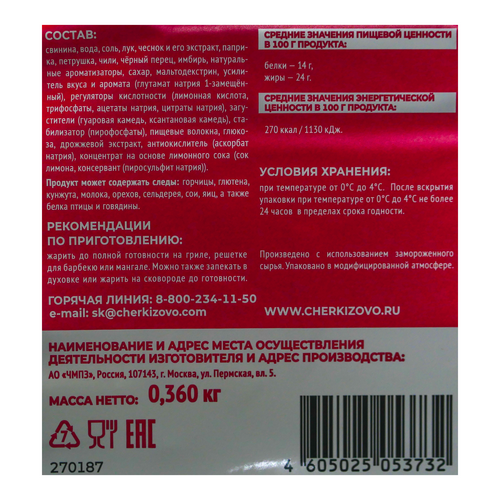 СОСТАВ:
свинина, вода, соль, лук, чеснок и его экстракт, папри-
ка, петрушка, чили, чёрный перец, имбирь, натураль-
ные ароматизаторы, сахар, мальтодекстрин, усили-
тель вкуса и аромата (глутамат натрия 1-замещён-
ный), регуляторы кислотности (лимонная кислота,
трифосфаты, ацетаты натрия, цитраты натрия), загу-
стители (гуаровая камедь, ксантановая камедь), ста-
билизатор (пирофосфаты), пищевые волокна, глюко-
за, дрожжевой экстракт, антиокислитель (аскорбат
натрия), концентрат на основе лимонного сока (сок
лимона, консервант (пиросульфит натрия)).
Продукт может содержать следы: горчицы, глютена,
кунжута, молока, орехов, сельдерея, сои, яиц, а также
белка птицы и говядины.
РЕКОМЕНДАЦИИ
ПО ПРИГОТОВЛЕНИЮ:
жарить до полной готовности на гриле, решетке
для барбекю или мангале. Можно также запекать в
духовке или жарить на сковороде до готовности.
ГОРЯЧАЯ ЛИНИЯ: 8-800-234-11-50
e-mail: sk@cherkizovo.com
СРЕДНИЕ ЗНАЧЕНИЯ ПИЩЕВОЙ ЦЕННОСТИ
В 100 Г ПРОДУКТА:
белки – 14 г,
жиры – 24 г.
СРЕДНИЕ ЗНАЧЕНИЯ ЭНЕРГЕТИЧЕСКОЙ
ЦЕННОСТИ В 100 Г ПРОДУКТА:
270 ккал / 1130 кДж.
УСЛОВИЯ ХРАНЕНИЯ:
при температуре от 0°С до 4°С. После вскрытия
упаковки при температуре от 0°С до 4°С не более
24 часов в пределах срока годности.
Произведено с использованием замороженного
сырья. Упаковано в модифицированной атмосфере.
WWW.CHERKIZOVO.RU
НАИМЕНОВАНИЕ И АДРЕС МЕСТА ОСУЩЕСТВЛЕНИЯ
ДЕЯТЕЛЬНОСТИ ИЗГОТОВИТЕЛЯ И АДРЕС ПРОИЗВОДСТВА:
АО «ЧМПЗ», Россия, 107143, г. Москва, ул. Пермская, вл. 5.
МАССА НЕТТО: 0,360 кг
7 EAC
270187
4 605025 053732